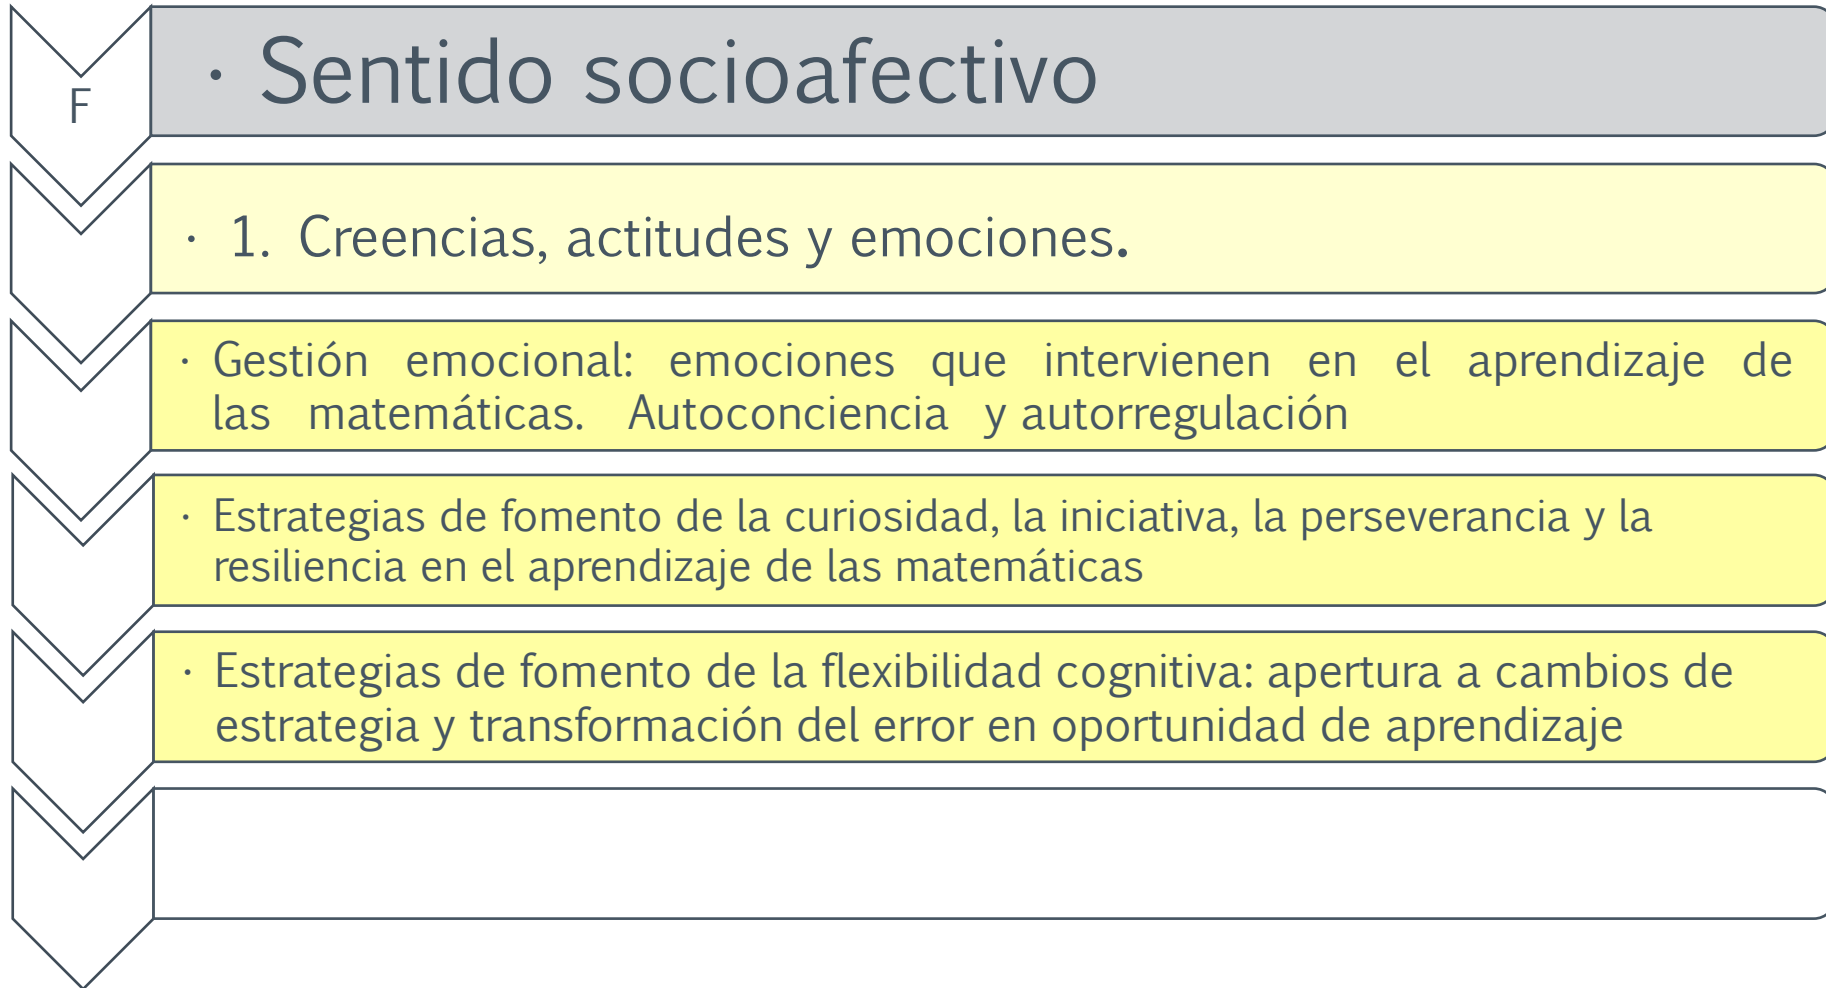 F
· Sentido socioafectivo
· 1. Creencias, actitudes y emociones.
· Gestión emocional: emociones que intervienen en el aprendizaje de
las matemáticas. Autoconciencia y autorregulación
· Estrategias de fomento de la curiosidad, la iniciativa, la perseverancia y la
resiliencia en el aprendizaje de las matemáticas
· Estrategias de fomento de la flexibilidad cognitiva: apertura a cambios de
estrategia y transformación del error en oportunidad de aprendizaje